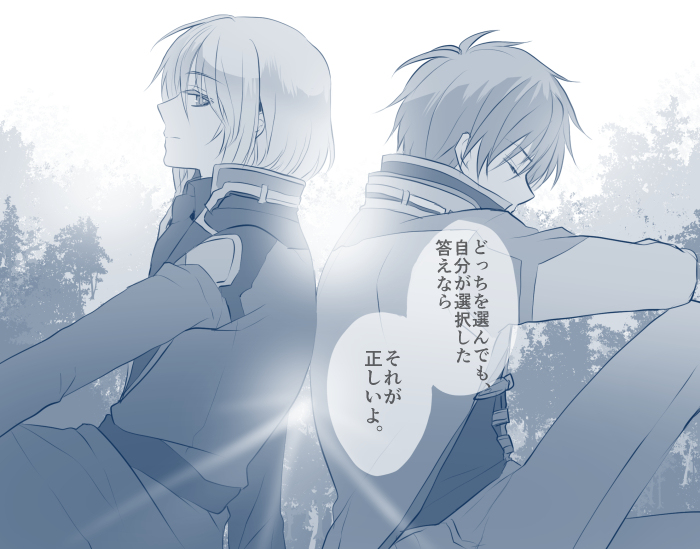 どっちを選んでも、
自分が選択した
答えなら
それが
正しいよ。